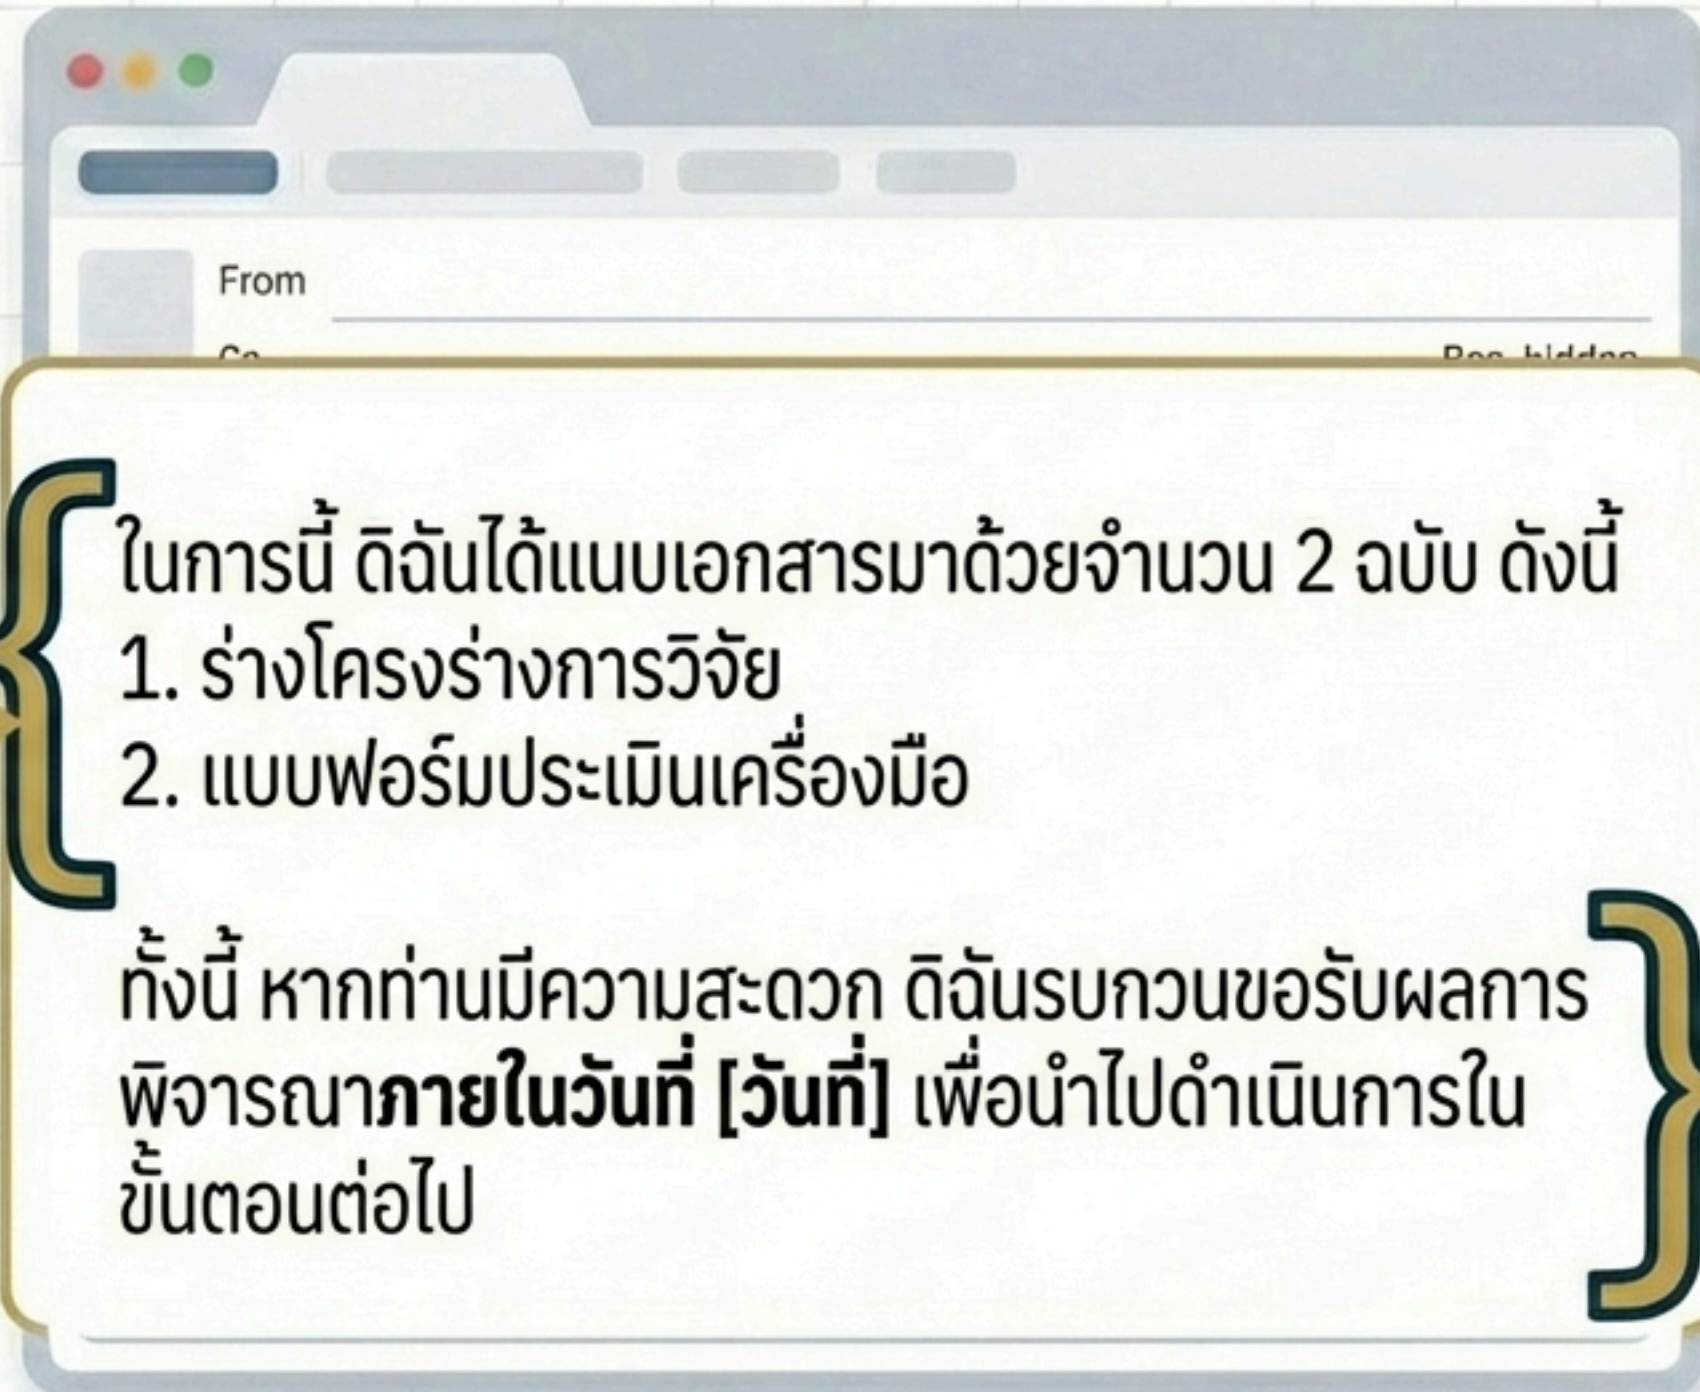 From
ในการนี้ ดิฉันได้แนบเอกสารมาด้วยจำนวน 2 ฉบับ ดังนี้
1. ร่างโครงร่างการวิจัย
2. แบบฟอร์มประเมินเครื่องมือ
ทั้งนี้ หากท่านมีความสะดวก ดิฉันรบกวนขอรับผลการ
พิจารณาภายในวันที่ [วันที่] เพื่อนำไปดำเนินการใน
ขั้นตอนต่อไป